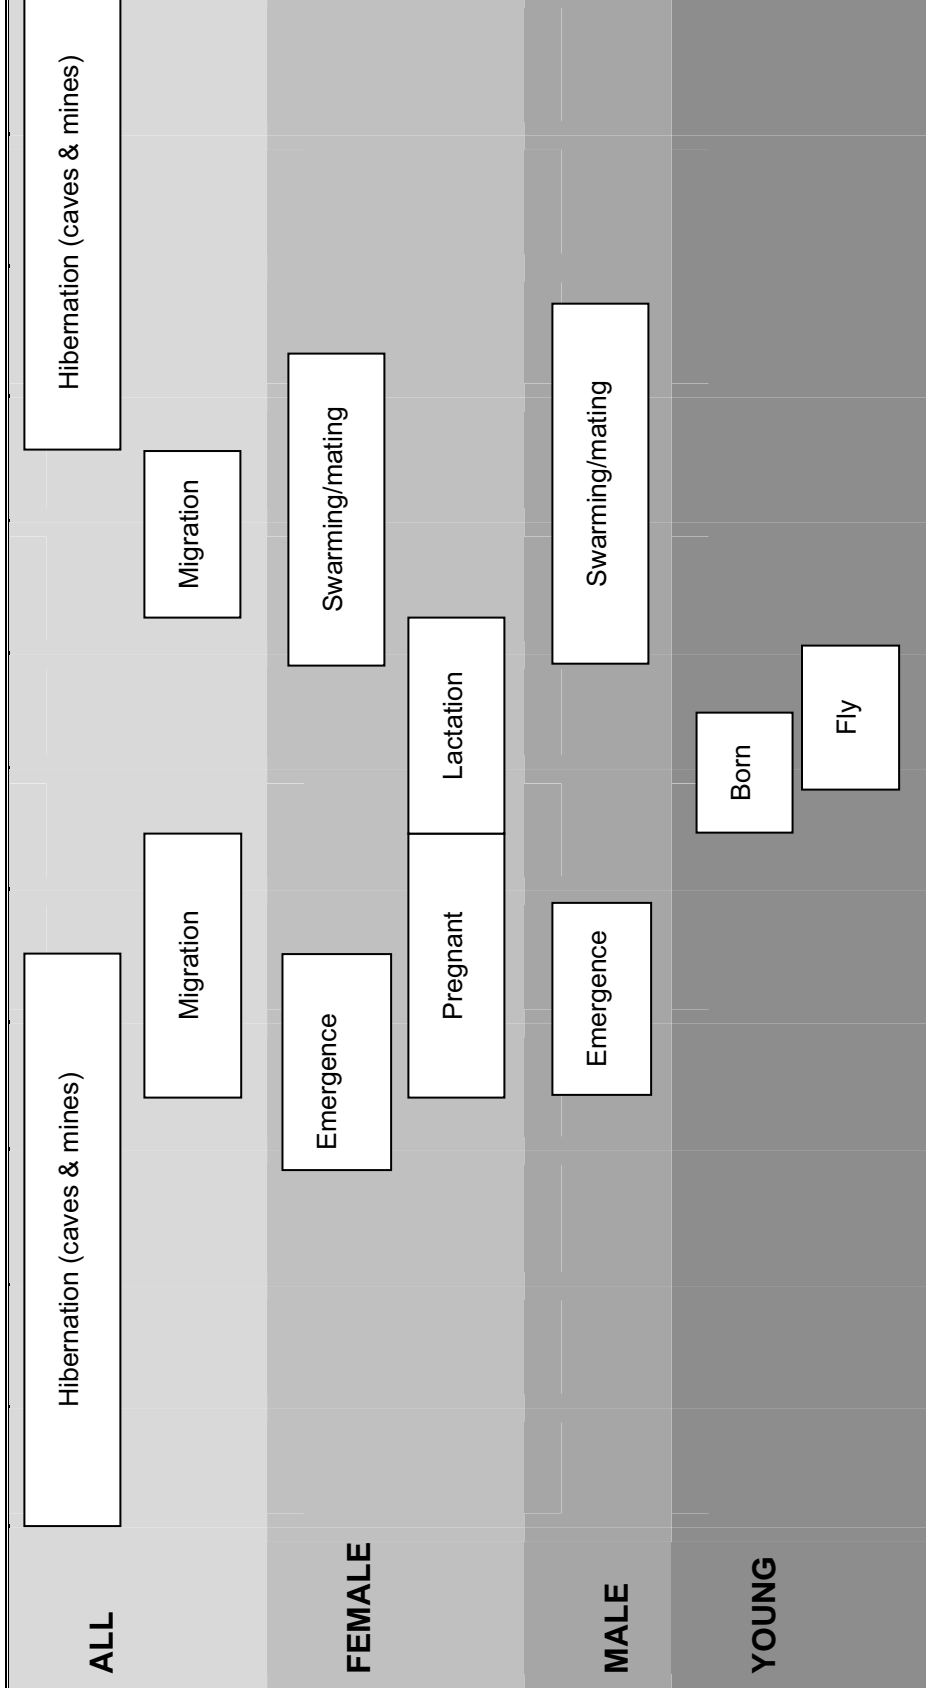 ALL
Hibernation (caves & mines)
Hibernation (caves & mines)
Migration
Migration
FEMALE
Emergence
Swarming/mating
Pregnant
Lactation
MALE
Emergence
Swarming/mating
YOUNG
Born
Fly